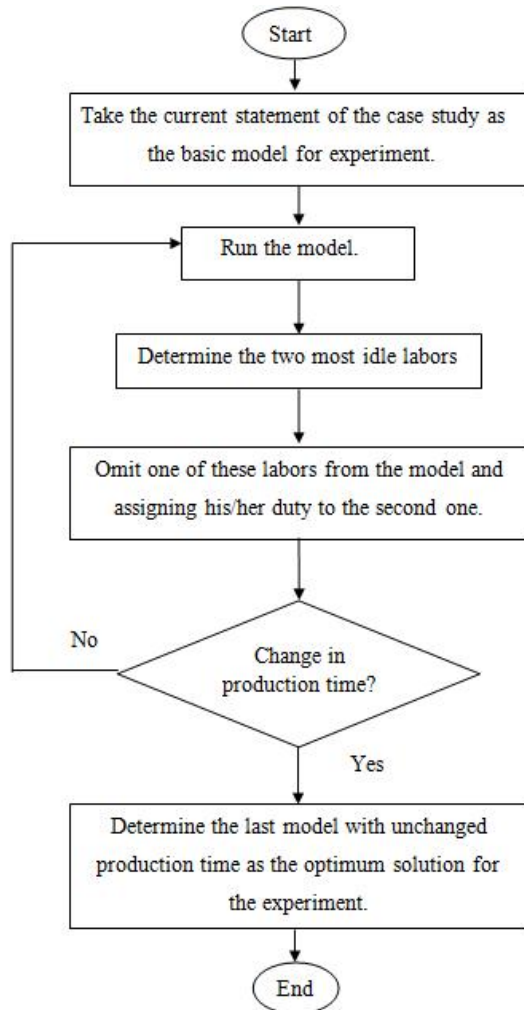 Start
Take the current statement of the case study as
the basic model for experiment.
Run the model.
Determine the two most idle labors
Omit one of these labors from the model and
assigning his/her duty to the second one.
No
Change in
production time?
Yes
Determine the last model with unchanged
production time as the optimum solution for
the experiment.
End